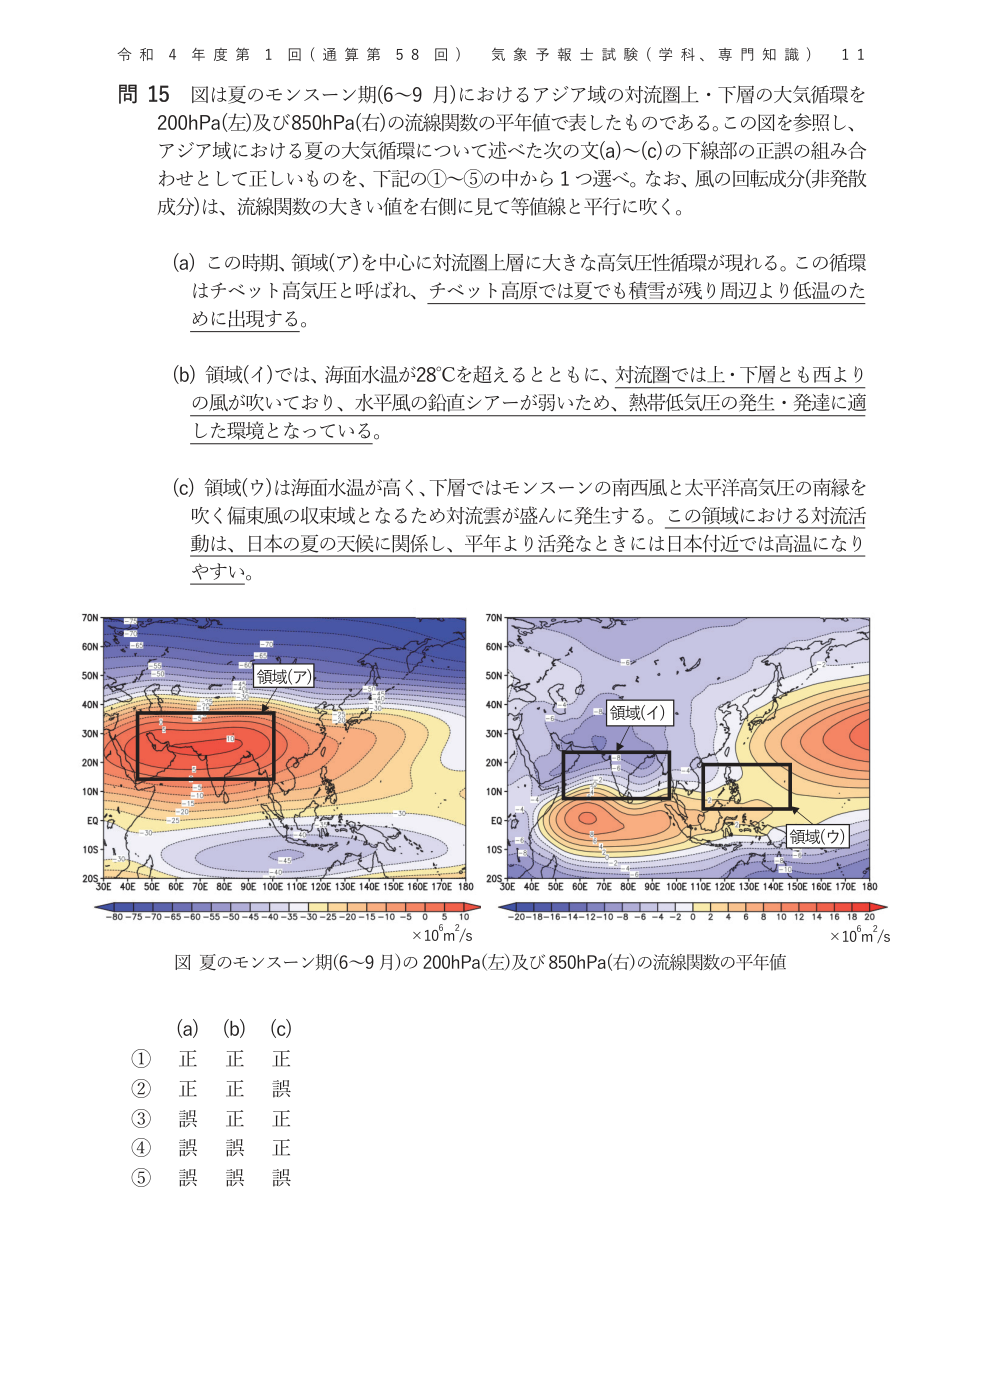 令和4年度第1回(通算第58回) 気象予報士試験(学科、専門知識) 11
問 15 図は夏のモンスーン期(6〜9 月)におけるアジア域の対流圏上・下層の大気循環を
200hPa(左)及び850hPa(右)の流線関数の平年値で表したものである。この図を参照し、
アジア域における夏の大気循環について述べた次の文(a)〜(c)の下線部の正誤の組み合
わせとして正しいものを、下記の①〜⑤の中から 1 つ選べ。なお、風の回転成分(非発散
成分)は、流線関数の大きい値を右側に見て等値線と平行に吹く。
(a) この時期、領域(ア)を中心に対流圏上層に大きな高気圧性循環が現れる。この循環
はチベット高気圧と呼ばれ、チベット高原では夏でも積雪が残り周辺より低温のた
めに出現する。
(b) 領域(イ)では、海面水温が28℃を超えるとともに、対流圏では上・下層とも西より
の風が吹いており、水平風の鉛直シアーが弱いため、熱帯低気圧の発生・発達に適
した環境となっている。
(c) 領域(ウ)は海面水温が高く、下層ではモンスーンの南西風と太平洋高気圧の南縁を
吹く偏東風の収束域となるため対流雲が盛んに発生する。この領域における対流活
動は、日本の夏の天候に関係し、平年より活発なときには日本付近では高温になり
やすい。
70N 60N 50N 40N 30N 20N 10N EQ 10S 20S
領域(ア)
30E 40E 50E 60E 70E 80E 90E 100E 110E 120E 130E 140E 150E 160E 170E 180
-80 -75 -70 -65 -60 -55 -50 -45 -40 -35 -30 -25 -20 -15 -10 -5 0 5 10
×10⁶m²/s
70N 60N 50N 40N 30N 20N 10N EQ 10S 20S
領域(イ)
領域(ウ)
30E 40E 50E 60E 70E 80E 90E 100E 110E 120E 130E 140E 150E 160E 170E 180
-20 -18 -16 -14 -12 -10 -8 -6 -4 -2 0 2 4 6 8 10 12 14 16 18 20
×10⁶m²/s
図 夏のモンスーン期(6〜9 月)の 200hPa(左)及び 850hPa(右)の流線関数の平年値
(a) (b) (c)
① 正 正 正
② 正 正 誤
③ 誤 正 正
④ 誤 誤 正
⑤ 誤 誤 誤